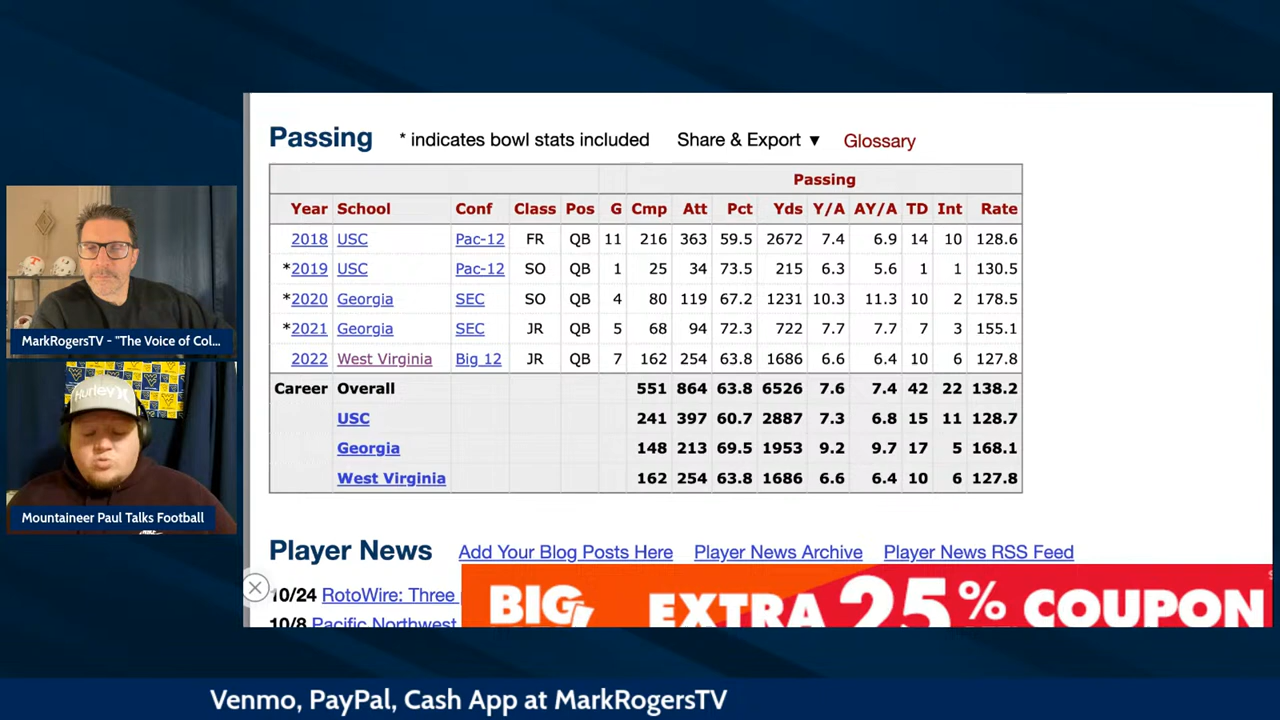 Passing * indicates bowl stats included Share & Export ▼ Glossary
Passing
Year School Conf Class Pos G Cmp Att Pct Yds Y/A AY/A TD Int Rate
2018 USC Pac-12 FR QB 11 216 363 59.5 2672 7.4 6.9 14 10 128.6
*2019 USC Pac-12 SO QB 1 25 34 73.5 215 6.3 5.6 1 1 130.5
*2020 Georgia SEC SO QB 4 80 119 67.2 1231 10.3 11.3 10 2 178.5
*2021 Georgia SEC JR QB 5 68 94 72.3 722 7.7 7.7 7 3 155.1
2022 West Virginia Big 12 JR QB 7 162 254 63.8 1686 6.6 6.4 10 6 127.8
Career Overall 551 864 63.8 6526 7.6 7.4 42 22 138.2
USC 241 397 60.7 2887 7.3 6.8 15 11 128.7
Georgia 148 213 69.5 1953 9.2 9.7 17 5 168.1
West Virginia 162 254 63.8 1686 6.6 6.4 10 6 127.8
Player News Add Your Blog Posts Here Player News Archive Player News RSS Feed
10/24 RotoWire: Three
10/8 Pacific Northwest
BIG EXTRA 25% COUPON
MarkRogersTV - "The Voice of Col...
Hurley
Mountaineer Paul Talks Football
Venmo, PayPal, Cash App at MarkRogersTV